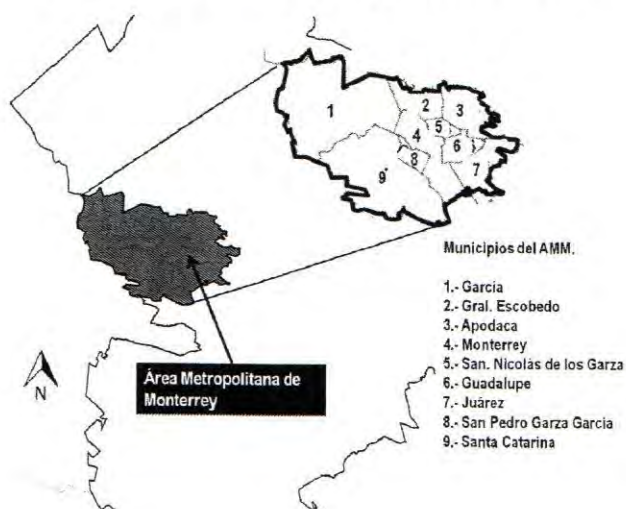 1
2
3
4
5
6
7
8
9
Municipios del AMM.
1.- García
2.- Gral. Escobedo
3.- Apodaca
4.- Monterrey
5.- San. Nicolás de los Garza
6.- Guadalupe
7.- Juárez
8.- San Pedro Garza García
9.- Santa Catarina
Área Metropolitana de
Monterrey
N